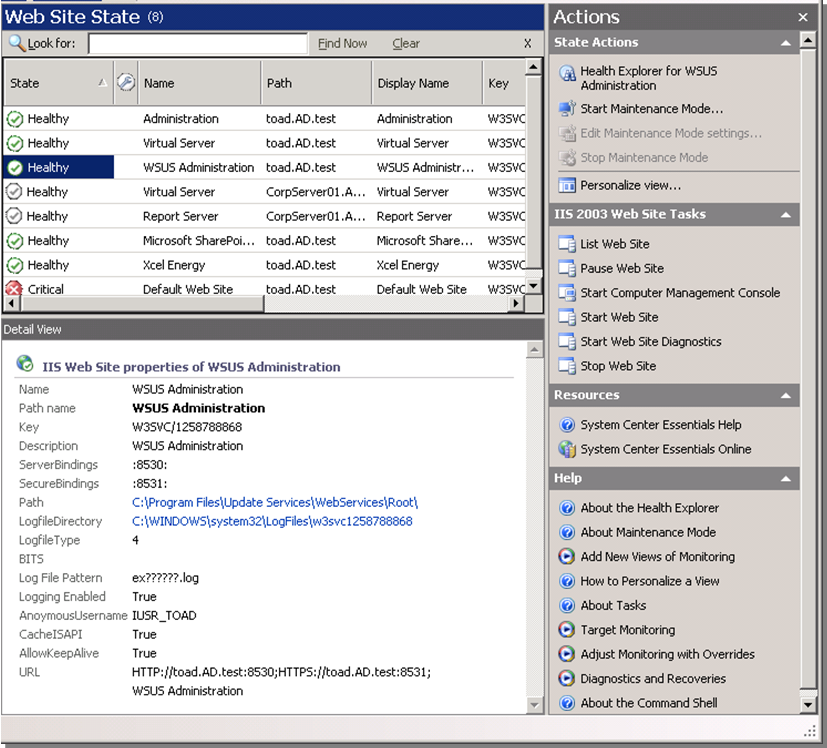 Web Site State (8)
Look for: Find Now Clear x
State Name Path Display Name Key
Healthy Administration toad.AD.test Administration W3SVC
Healthy Virtual Server toad.AD.test Virtual Server W3SVC
Healthy WSUS Administration toad.AD.test WSUS Administr... W3SVC
Healthy Virtual Server CorpServer01.A... Virtual Server W3SVC
Healthy Report Server CorpServer01.A... Report Server W3SVC
Healthy Microsoft SharePoi... toad.AD.test Microsoft Share... W3SVC
Healthy Xcel Energy toad.AD.test Xcel Energy W3SVC
Critical Default Web Site toad.AD.test Default Web Site W3SVC
Detail View
IIS Web Site properties of WSUS Administration
Name WSUS Administration
Path name WSUS Administration
Key W3SVC/1258788868
Description WSUS Administration
ServerBindings :8530:
SecureBindings :8531:
Path C:\Program Files\Update Services\WebServices\Root\
LogfileDirectory C:\WINDOWS\system32\LogFiles\w3svc1258788868
LogfileType 4
BITS
Log File Pattern ex??????.log
Logging Enabled True
AnoymousUsername IUSR_TOAD
CacheISAPI True
AllowKeepAlive True
URL HTTP://toad.AD.test:8530;HTTPS://toad.AD.test:8531;
WSUS Administration
Actions
State Actions
Health Explorer for WSUS
Administration
Start Maintenance Mode...
Edit Maintenance Mode settings...
Stop Maintenance Mode
Personalize view...
IIS 2003 Web Site Tasks
List Web Site
Pause Web Site
Start Computer Management Console
Start Web Site
Start Web Site Diagnostics
Stop Web Site
Resources
System Center Essentials Help
System Center Essentials Online
Help
About the Health Explorer
About Maintenance Mode
Add New Views of Monitoring
How to Personalize a View
About Tasks
Target Monitoring
Adjust Monitoring with Overrides
Diagnostics and Recoveries
About the Command Shell